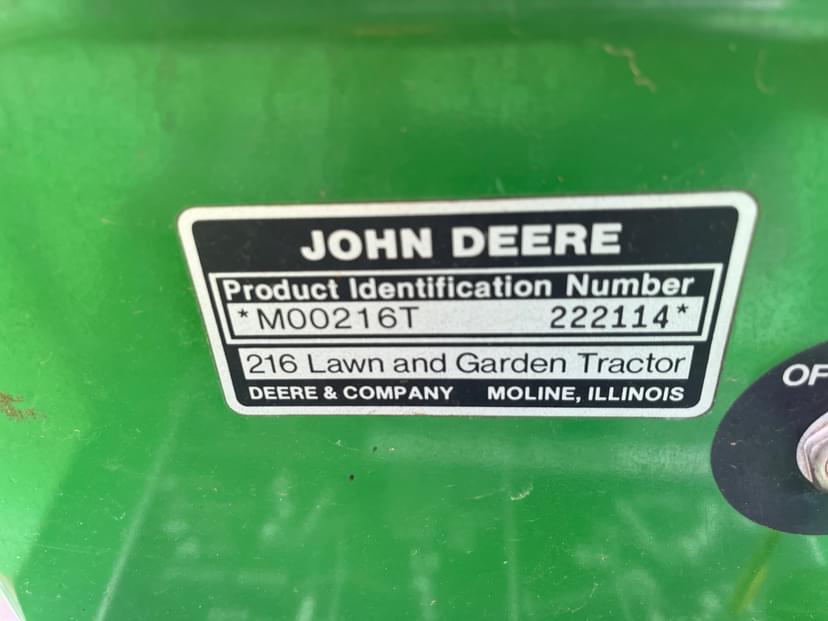 JOHN DEERE
Product Identification Number
*M00216T 222114*
216 Lawn and Garden Tractor
DEERE & COMPANY MOLINE, ILLINOIS